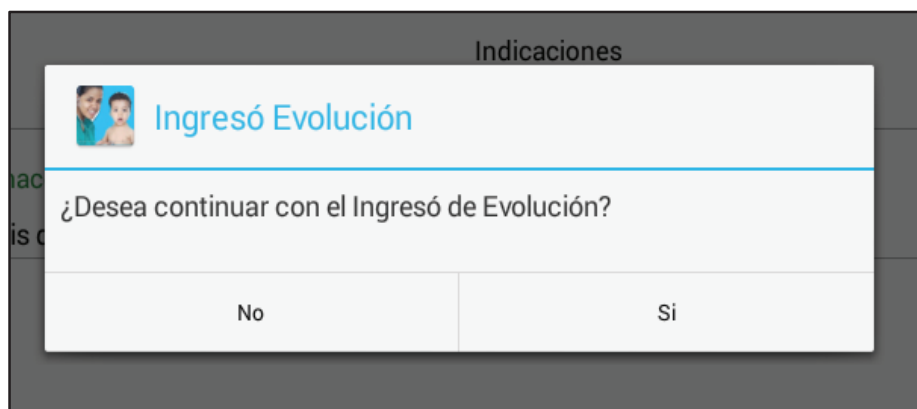 Indicaciones
Ingresó Evolución
¿Desea continuar con el Ingresó de Evolución?
No
Si